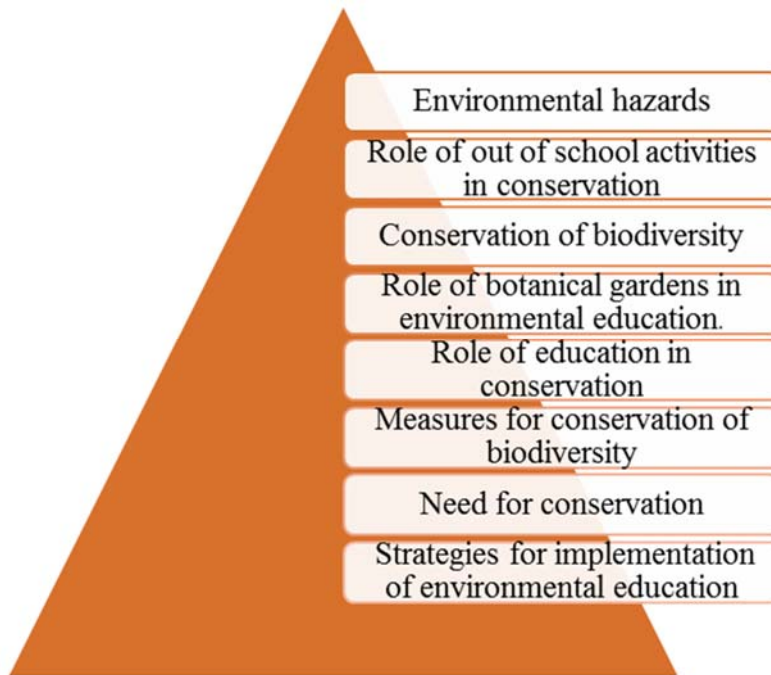 Environmental hazards
Role of out of school activities
in conservation
Conservation of biodiversity
Role of botanical gardens in
environmental education.
Role of education in
conservation
Measures for conservation of
biodiversity
Need for conservation
Strategies for implementation
of environmental education